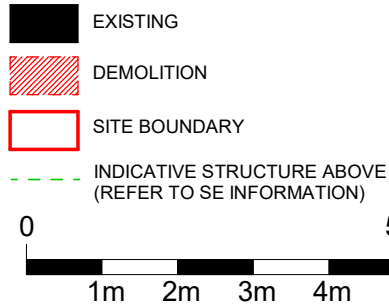 EXISTING
DEMOLITION
SITE BOUNDARY
INDICATIVE STRUCTURE ABOVE
(REFER TO SE INFORMATION)
0
1m 2m 3m 4m